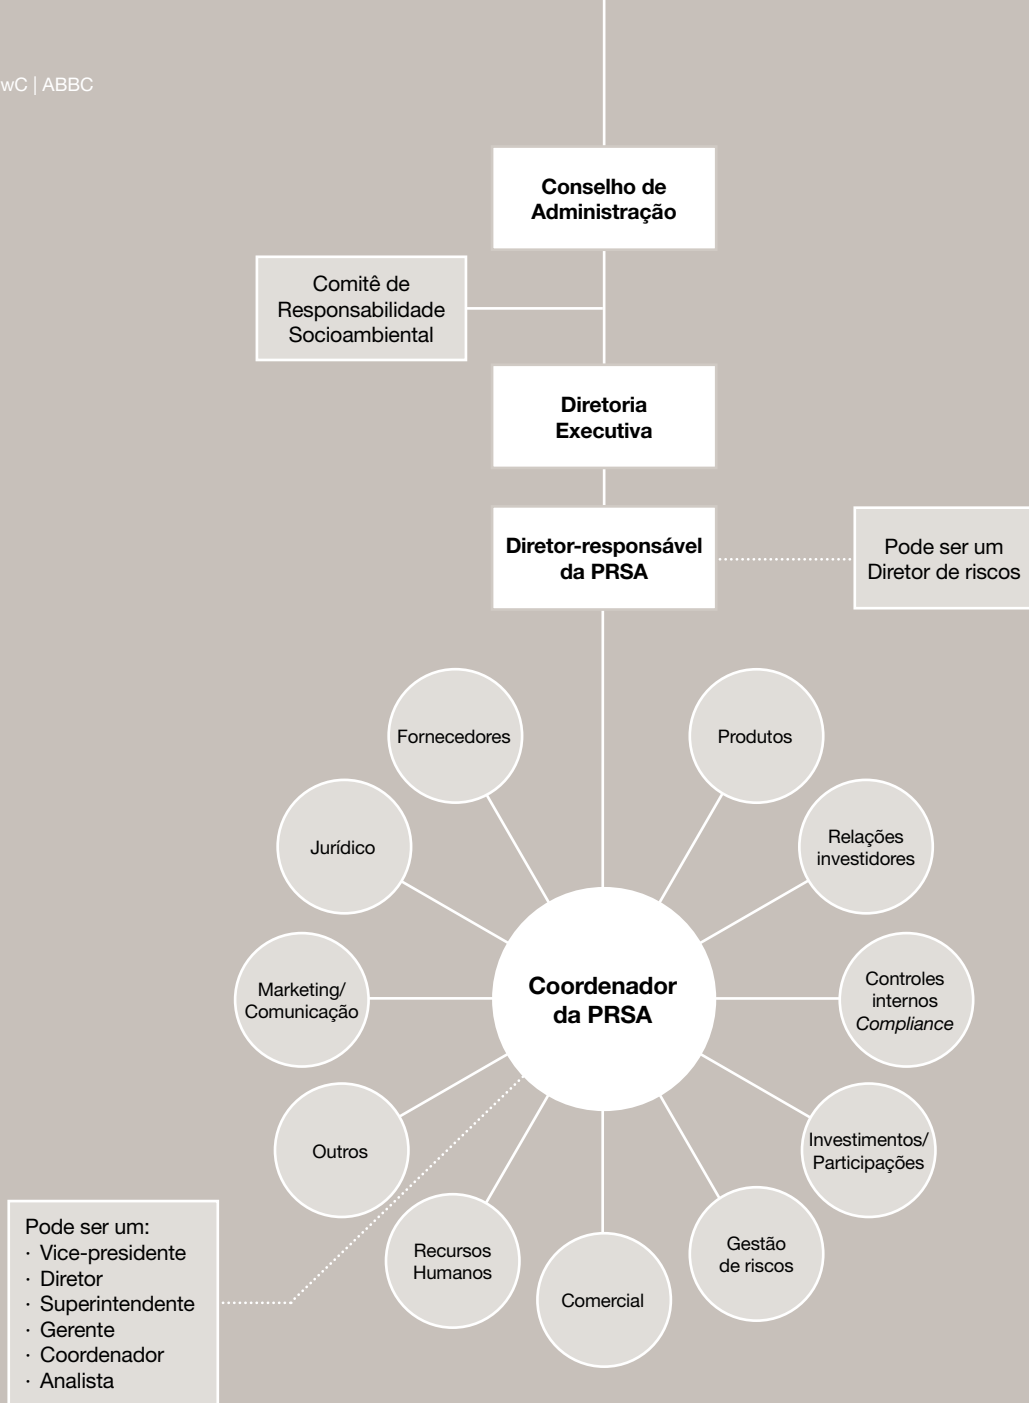 wC | ABBC
Conselho de
Administração
Comitê de
Responsabilidade
Socioambiental
Diretoria
Executiva
Diretor-responsável
da PRSA
Pode ser um
Diretor de riscos
Fornecedores
Produtos
Jurídico
Relações
investidores
Marketing/
Comunicação
Coordenador
da PRSA
Controles
internos
Compliance
Outros
Investimentos/
Participações
Recursos
Humanos
Comercial
Gestão
de riscos
Pode ser um:
· Vice-presidente
· Diretor
· Superintendente
· Gerente
· Coordenador
· Analista